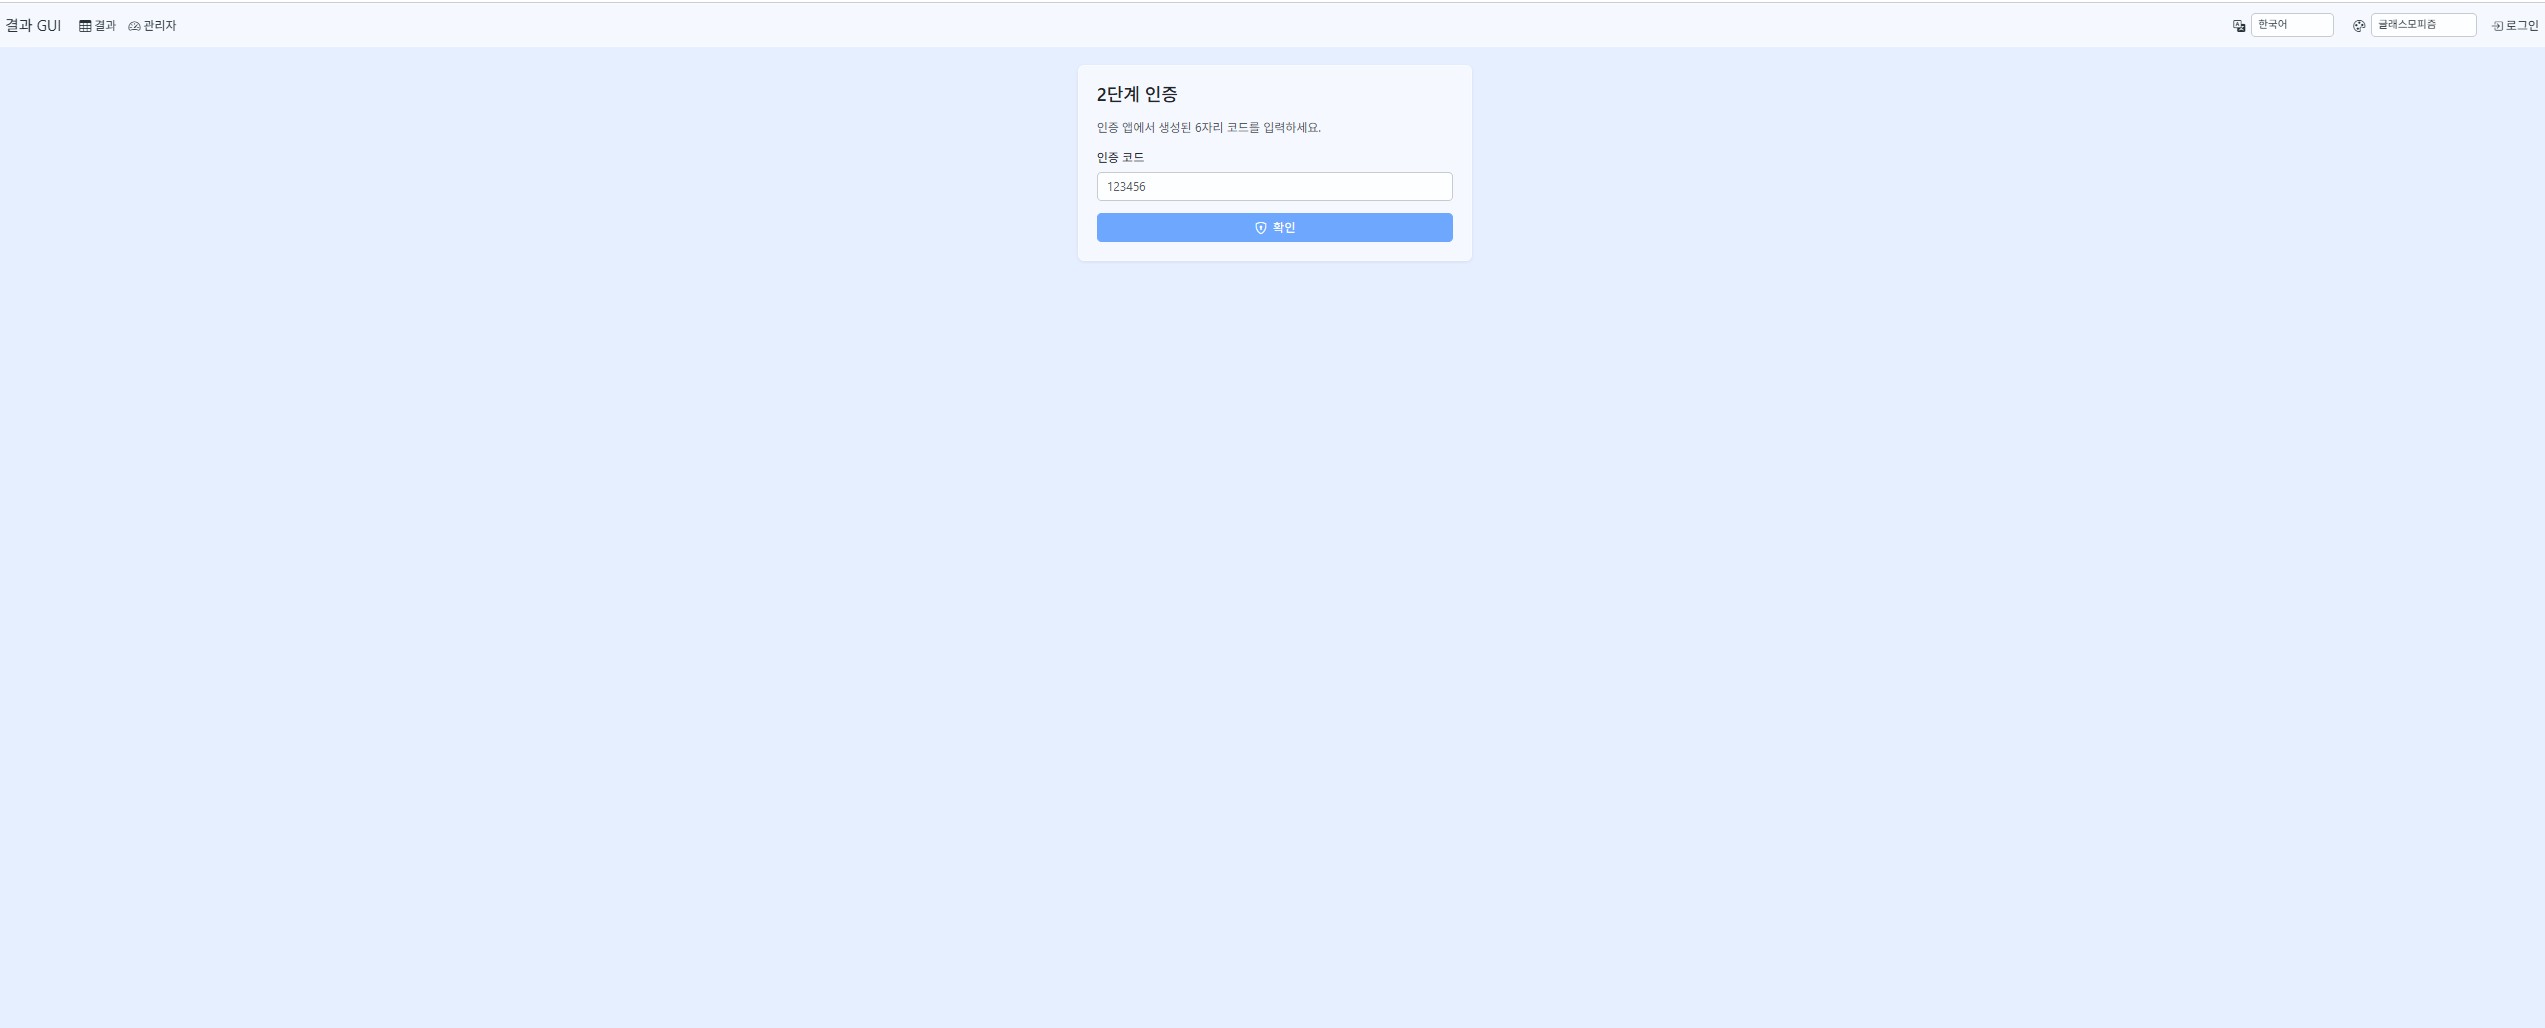 결과 GUI 결과 관리자 한국어 글래스모피즘 로그인
2단계 인증
인증 앱에서 생성된 6자리 코드를 입력하세요.
인증 코드
123456
확인